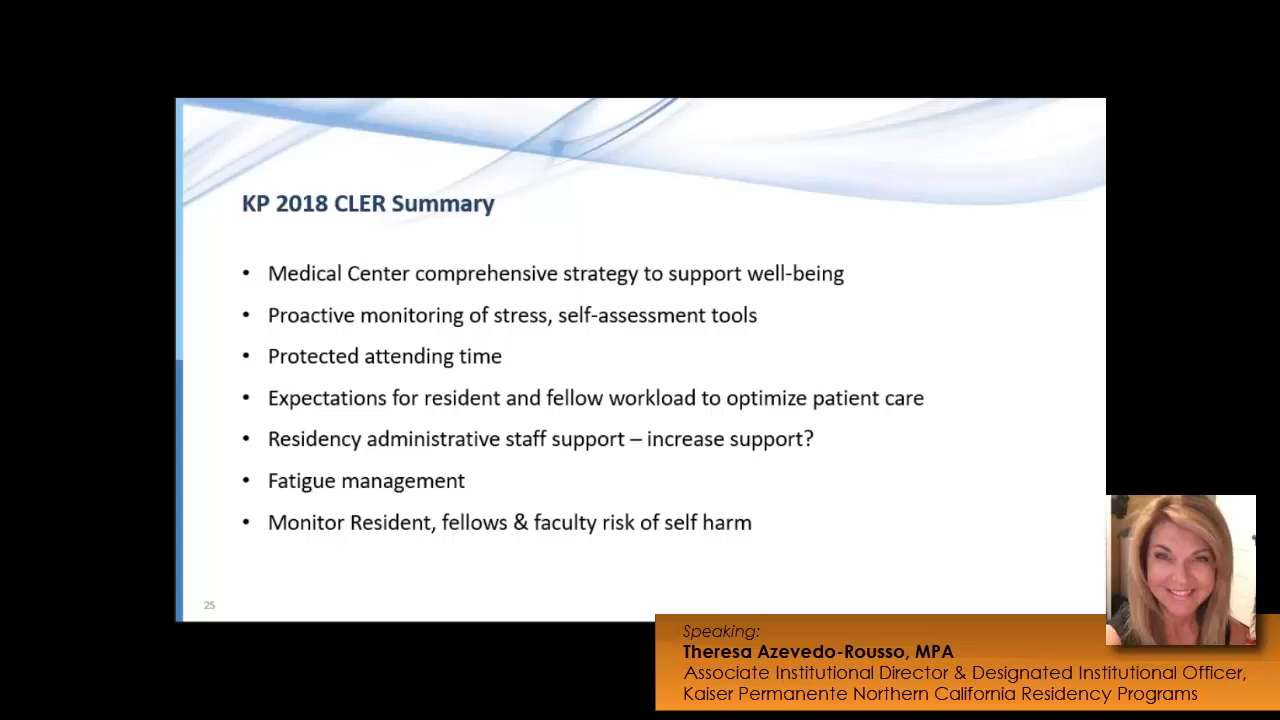 KP 2018 CLER Summary
• Medical Center comprehensive strategy to support well-being
• Proactive monitoring of stress, self-assessment tools
• Protected attending time
• Expectations for resident and fellow workload to optimize patient care
• Residency administrative staff support – increase support?
• Fatigue management
• Monitor Resident, fellows & faculty risk of self harm
25
Speaking:
Theresa Azevedo-Rousso, MPA
Associate Institutional Director & Designated Institutional Officer,
Kaiser Permanente Northern California Residency Programs